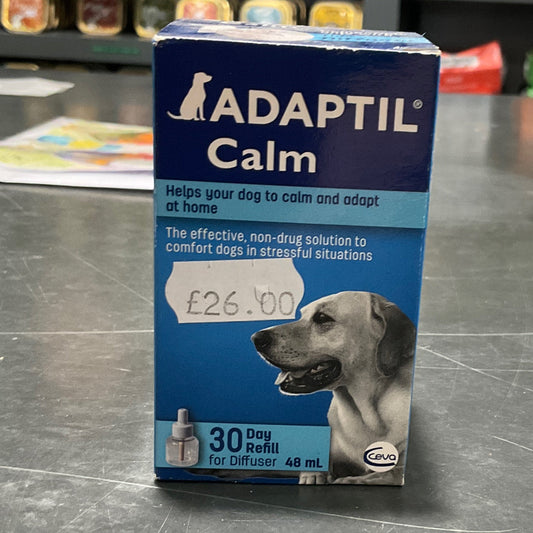 ADAPTIL®
Calm
Helps your dog to calm and adapt
at home
The effective, non-drug solution to
comfort dogs in stressful situations
£26.00
30 Day
Refill
for Diffuser 48 mL
Ceva